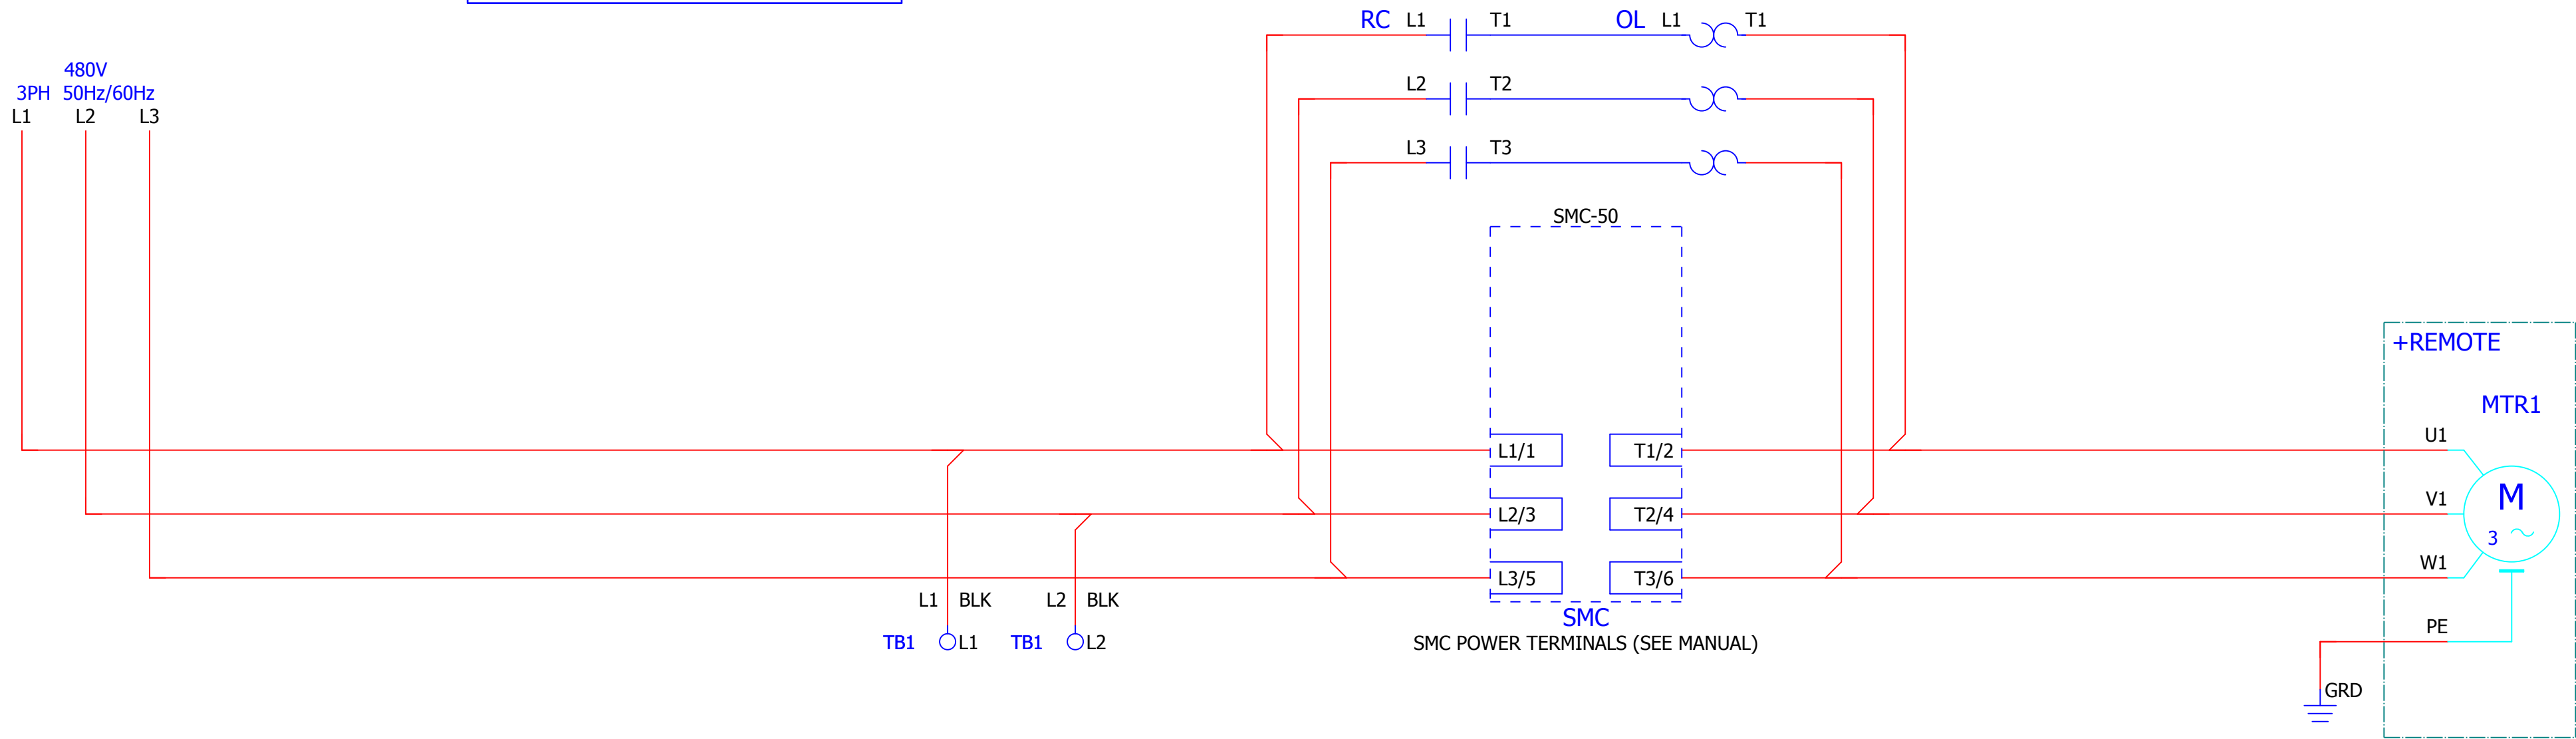 RC L1 T1 OL L1 T1
480V
3PH 50Hz/60Hz
L1 L2 L3
L2 T2
L3 T3
SMC-50
+REMOTE
MTR1
U1
L1/1 T1/2
V1
M
L2/3 T2/4
3
W1
L3/5 T3/6
L1 BLK L2 BLK
SMC
PE
TB1 L1 TB1 L2
SMC POWER TERMINALS (SEE MANUAL)
GRD